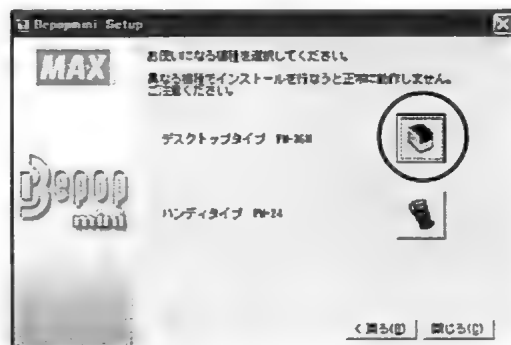 Bepopmini Setup
MAX
お使いになる機種を選択してください。
異なる機種でインストールを行なうと正常に動作しません。
ご注意ください。
デスクトップタイプ
Bepop
mini
ハンディタイプ PM-24
< 戻る(B)
閉じる(C)